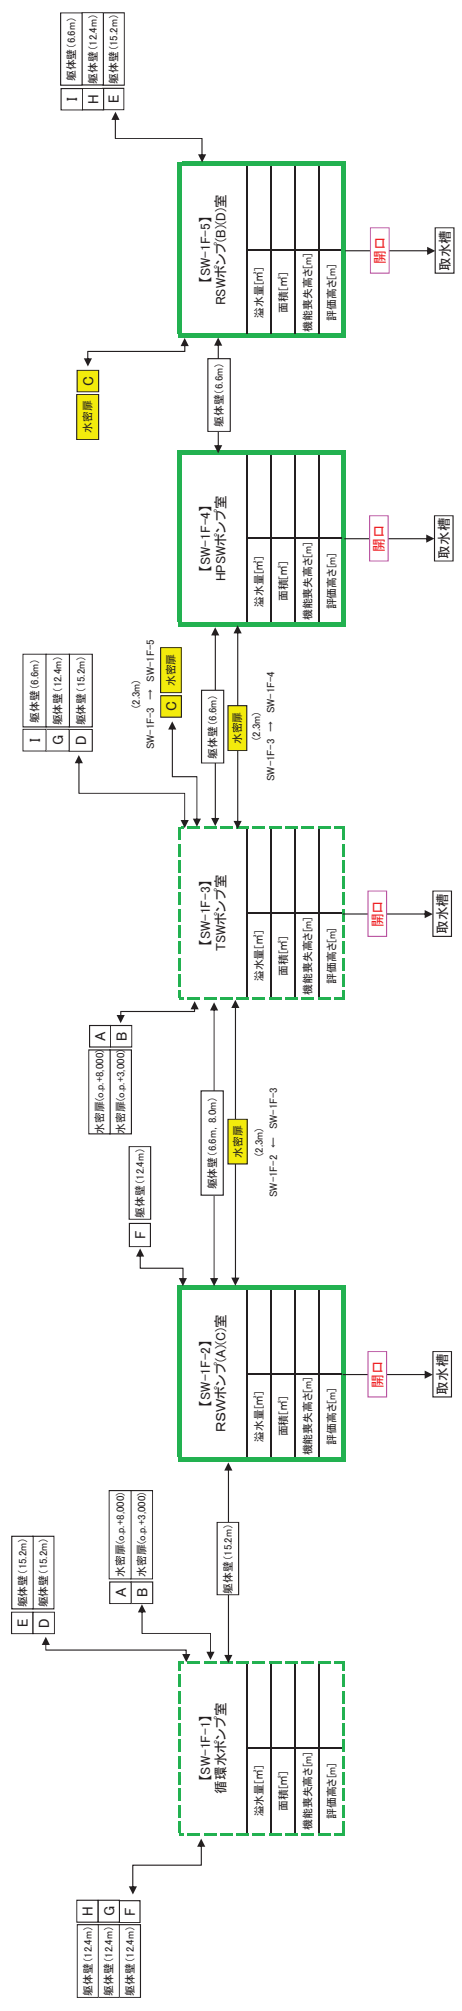 H 躯体壁(12.4m)
G 躯体壁(12.4m)
F 躯体壁(12.4m)
E 躯体壁(15.2m)
D 躯体壁(15.2m)
A 水密扉(o.p.+8,000)
B 水密扉(o.p.+3,000)
【SW-1F-1】
循環水ポンプ室
溢水量[㎥]
面積[㎡]
機能喪失高さ[m]
評価高さ[m]
躯体壁(15.2m)
F 躯体壁(12.4m)
【SW-1F-2】
RSWポンプ(A)(C)室
溢水量[㎥]
面積[㎡]
機能喪失高さ[m]
評価高さ[m]
開口
取水槽
躯体壁(6.6m, 8.0m)
水密扉
(2.3m)
SW-1F-2 ← SW-1F-3
水密扉(o.p.+8,000) A
水密扉(o.p.+3,000) B
I 躯体壁(6.6m)
G 躯体壁(12.4m)
D 躯体壁(15.2m)
【SW-1F-3】
TSWポンプ室
溢水量[㎥]
面積[㎡]
機能喪失高さ[m]
評価高さ[m]
開口
取水槽
(2.3m)
SW-1F-3 → SW-1F-5
C 水密扉
躯体壁(6.6m)
水密扉
(2.3m)
SW-1F-3 → SW-1F-4
【SW-1F-4】
HPSWポンプ室
溢水量[㎥]
面積[㎡]
機能喪失高さ[m]
評価高さ[m]
開口
取水槽
躯体壁(6.6m)
水密扉 C
I 躯体壁(6.6m)
H 躯体壁(12.4m)
E 躯体壁(15.2m)
【SW-1F-5】
RSWポンプ(B)(D)室
溢水量[㎥]
面積[㎡]
機能喪失高さ[m]
評価高さ[m]
開口
取水槽